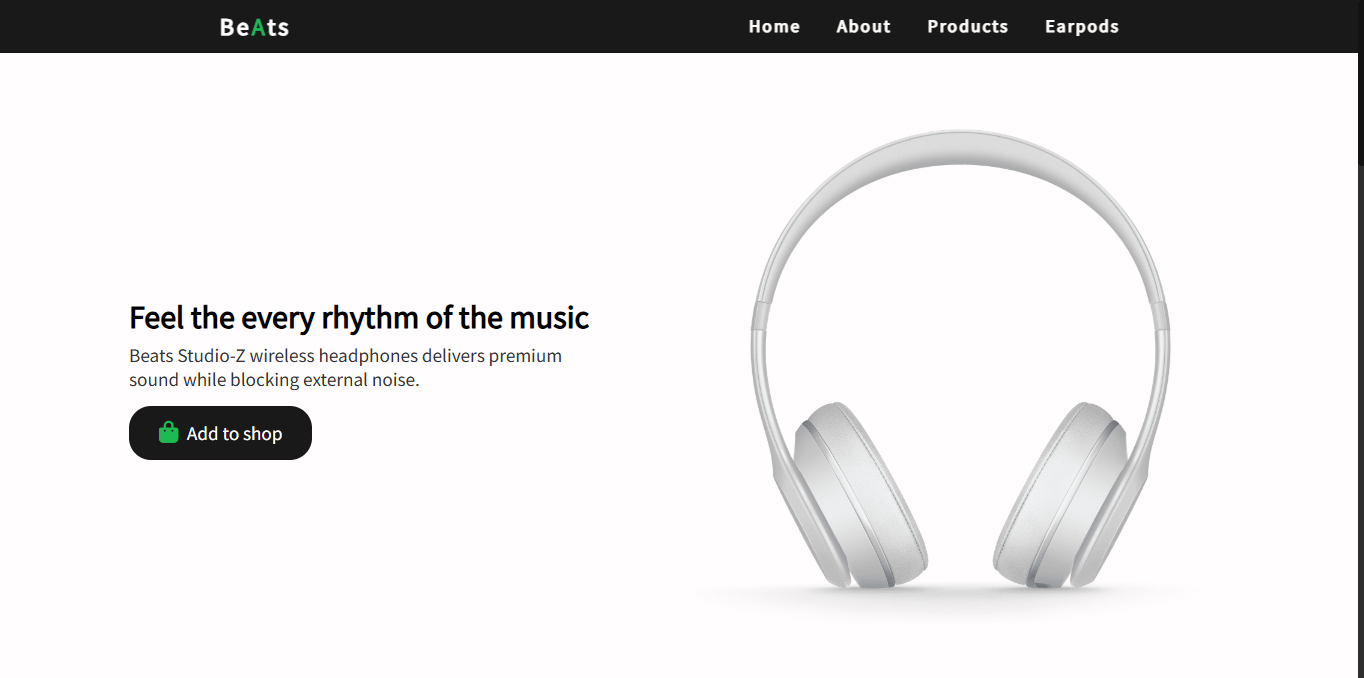 BeAts
Home About Products Earpods
Feel the every rhythm of the music
Beats Studio-Z wireless headphones delivers premium
sound while blocking external noise.
Add to shop